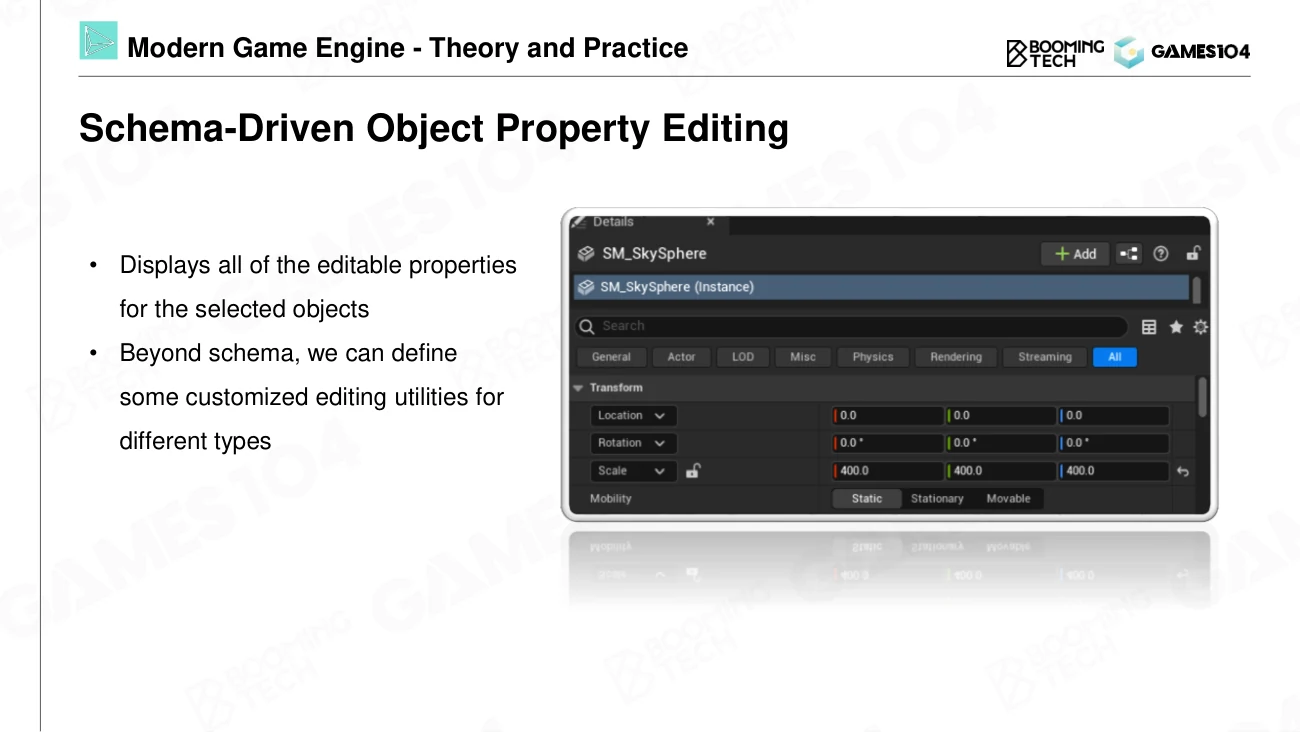 Modern Game Engine - Theory and Practice
BOOMING
TECH
GAMES104
Schema-Driven Object Property Editing
• Displays all of the editable properties
for the selected objects
• Beyond schema, we can define
some customized editing utilities for
different types
Details
SM_SkySphere
Add
SM_SkySphere (Instance)
Search
General Actor LOD Misc Physics Rendering Streaming All
Transform
Location 0.0 0.0 0.0
Rotation 0.0 ° 0.0 ° 0.0 °
Scale 400.0 400.0 400.0
Mobility Static Stationary Movable